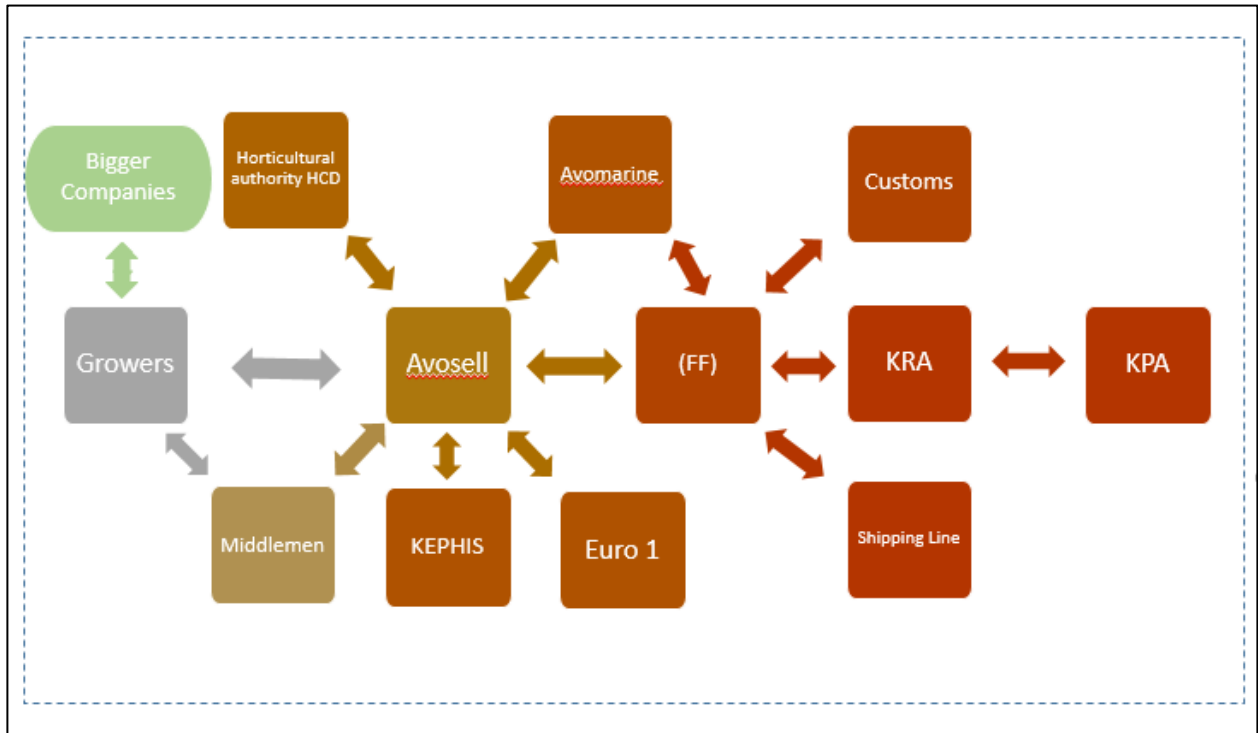 Bigger
Companies
Horticultural
authority HCD
Avomarine
Customs
Growers
Avosell
(FF)
KRA
KPA
Middlemen
KEPHIS
Euro 1
Shipping Line